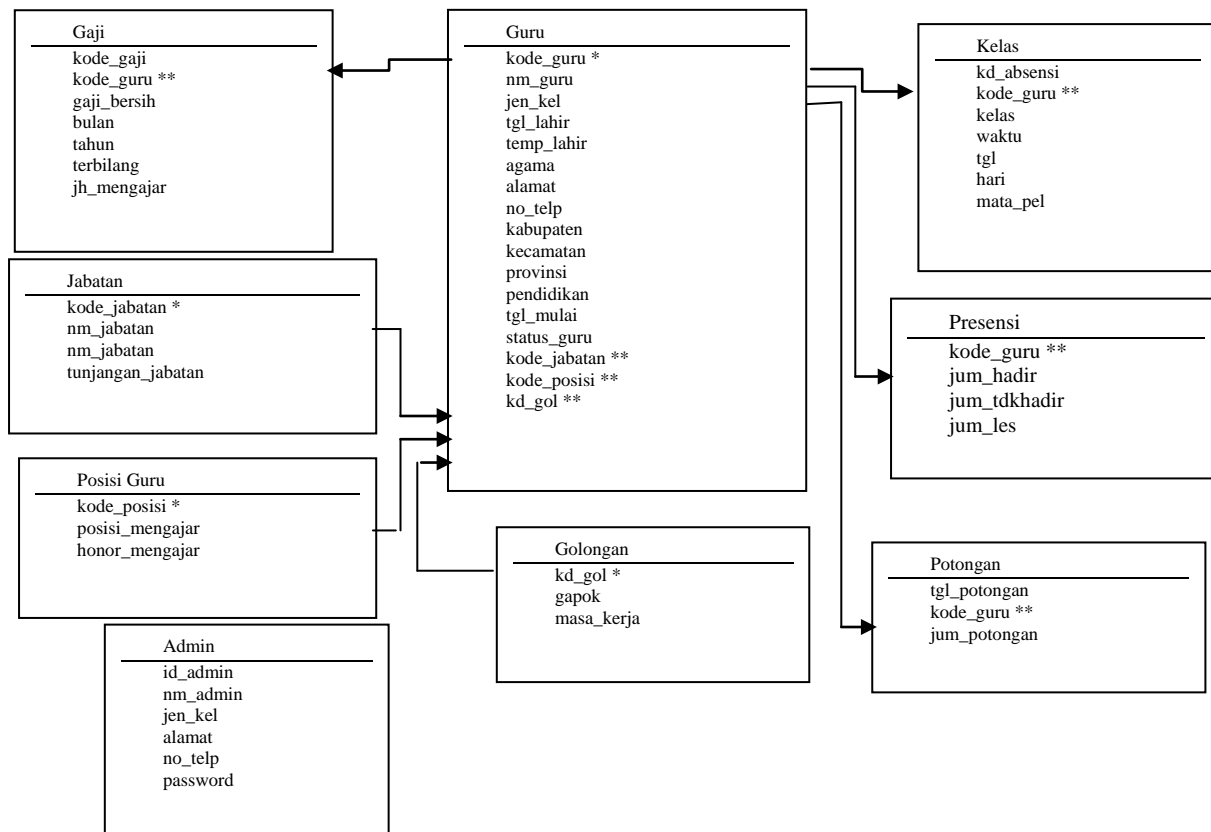 Gaji
kode_gaji
kode_guru **
gaji_bersih
bulan
tahun
terbilang
jh_mengajar
Jabatan
kode_jabatan *
nm_jabatan
nm_jabatan
tunjangan_jabatan
Posisi Guru
kode_posisi *
posisi_mengajar
honor_mengajar
Admin
id_admin
nm_admin
jen_kel
alamat
no_telp
password
Guru
kode_guru *
nm_guru
jen_kel
tgl_lahir
temp_lahir
agama
alamat
no_telp
kabupaten
kecamatan
provinsi
pendidikan
tgl_mulai
status_guru
kode_jabatan **
kode_posisi **
kd_gol **
Golongan
kd_gol *
gapok
masa_kerja
Kelas
kd_absensi
kode_guru **
kelas
waktu
tgl
hari
mata_pel
Presensi
kode_guru **
jum_hadir
jum_tdkhadir
jum_les
Potongan
tgl_potongan
kode_guru **
jum_potongan